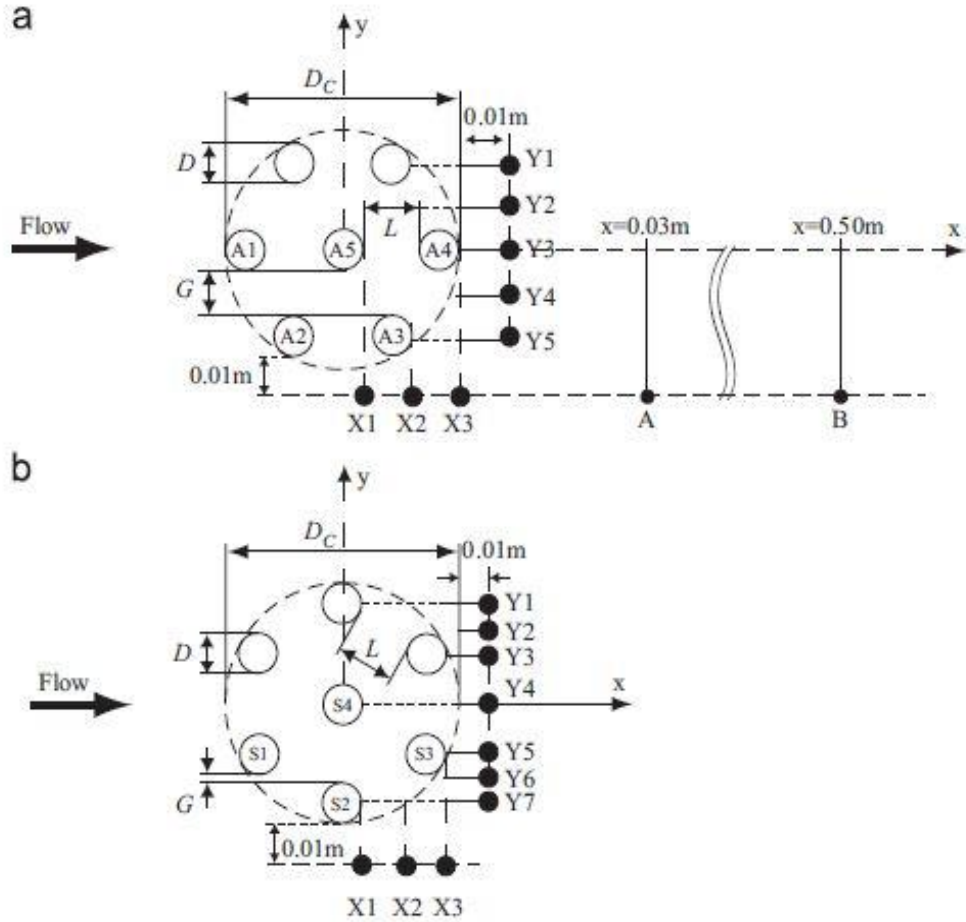 a
y
D_C
0.01m
D
Y1
Y2
Flow
L
x=0.03m
x=0.50m
x
A1
A5
A4
Y3
G
Y4
A2
A3
Y5
0.01m
X1
X2
X3
A
B
b
y
D_C
0.01m
Y1
D
Y2
L
Y3
Flow
Y4
x
S4
S1
S3
Y5
Y6
G
S2
Y7
0.01m
X1
X2
X3